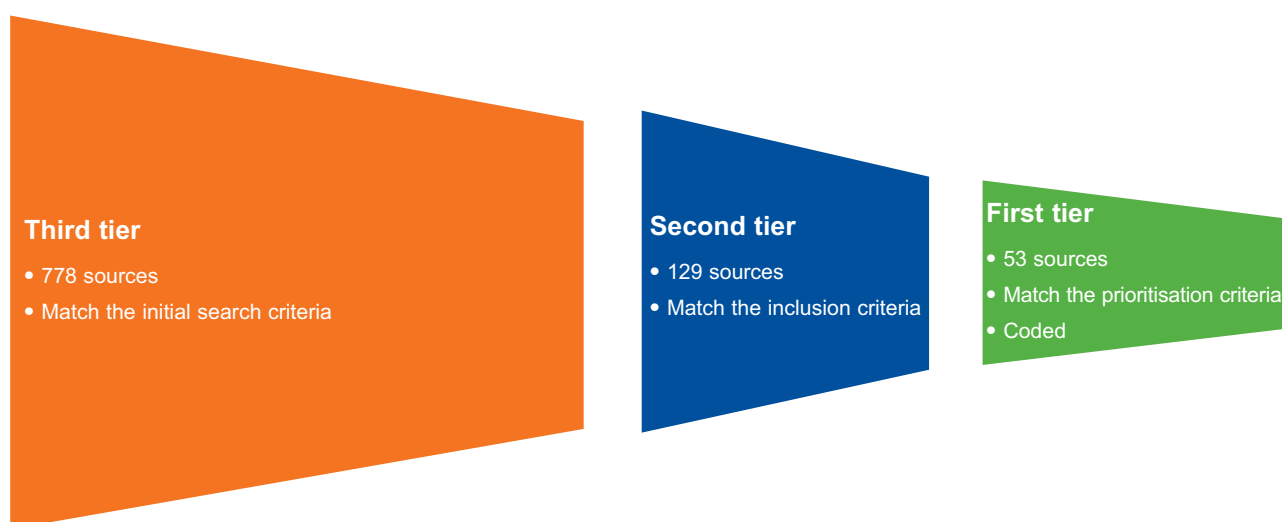 Third tier
• 778 sources
• Match the initial search criteria
Second tier
• 129 sources
• Match the inclusion criteria
First tier
• 53 sources
• Match the prioritisation criteria
• Coded